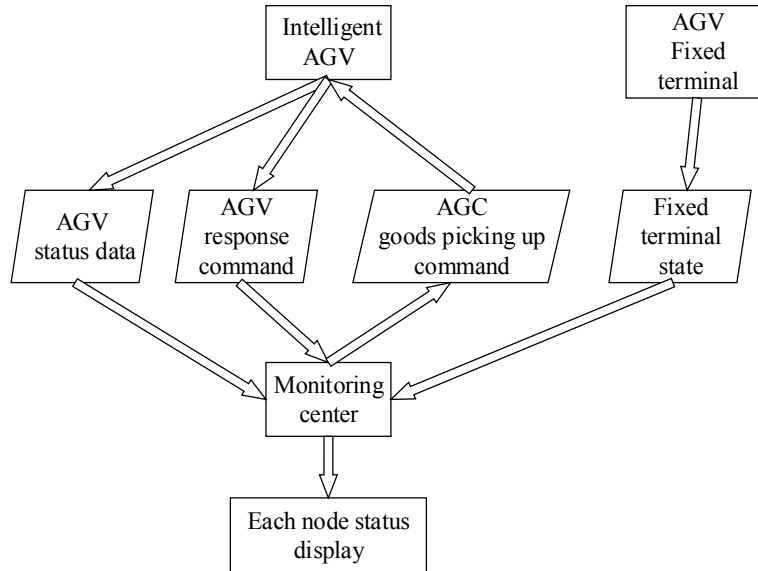 Intelligent
AGV
AGV
Fixed
terminal
AGV
status data
AGV
response
command
AGC
goods picking up
command
Fixed
terminal
state
Monitoring
center
Each node status
display